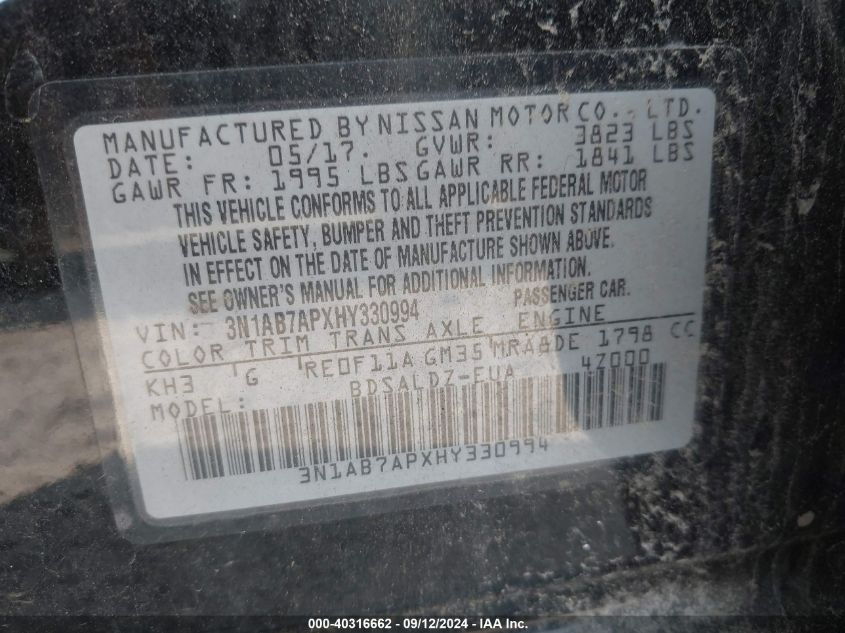 MANUFACTURED BY NISSAN MOTOR CO., LTD.
DATE: 05/17. GVWR: 3823 LBS
GAWR FR: 1995 LBS GAWR RR: 1841 LBS
THIS VEHICLE CONFORMS TO ALL APPLICABLE FEDERAL MOTOR
VEHICLE SAFETY, BUMPER AND THEFT PREVENTION STANDARDS
IN EFFECT ON THE DATE OF MANUFACTURE SHOWN ABOVE.
SEE OWNER'S MANUAL FOR ADDITIONAL INFORMATION.
VIN: 3N1AB7APXHY330994 PASSENGER CAR.
COLOR TRIM TRANS AXLE ENGINE
KH3 G RE0F11A GM35 MRA8DE 1798 CC
MODEL: BDSALDZ-EUA 4Z000
3N1AB7APXHY330994
000-40316662 - 09/12/2024 - IAA Inc.